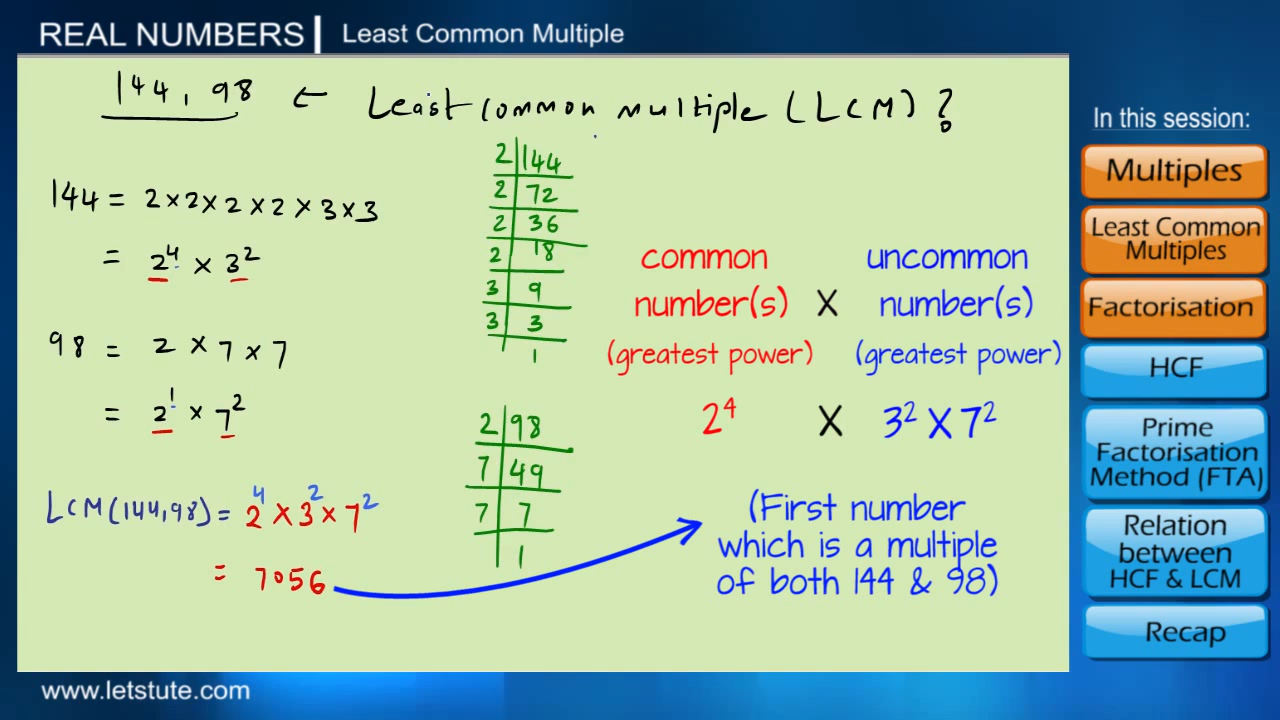 REAL NUMBERS | Least Common Multiple
144, 98 ← Least common multiple (LCM) ?
144 = 2×2×2×2×3×3
= 2⁴ × 3²
98 = 2 × 7 × 7
= 2¹ × 7²
LCM(144,98) = 2⁴ × 3² × 7²
= 7056
2 | 144
2 | 72
2 | 36
2 | 18
3 | 9
3 | 3
| 1
2 | 98
7 | 49
7 | 7
| 1
common
number(s)
(greatest power)
X
uncommon
number(s)
(greatest power)
2⁴ X 3² X 7²
(First number
which is a multiple
of both 144 & 98)
In this session:
Multiples
Least Common
Multiples
Factorisation
HCF
Prime
Factorisation
Method (FTA)
Relation
between
HCF & LCM
Recap
www.letstute.com